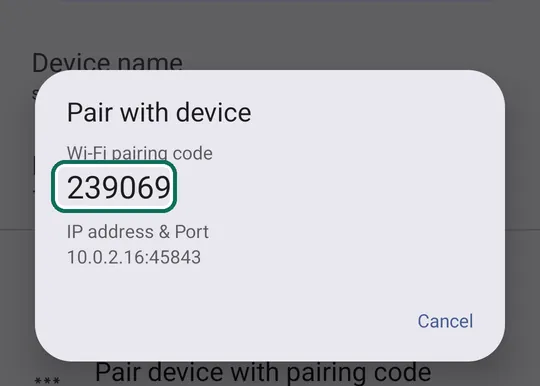 Device name
Pair with device
Wi-Fi pairing code
239069
IP address & Port
10.0.2.16:45843
Cancel
*** Pair device with pairing code